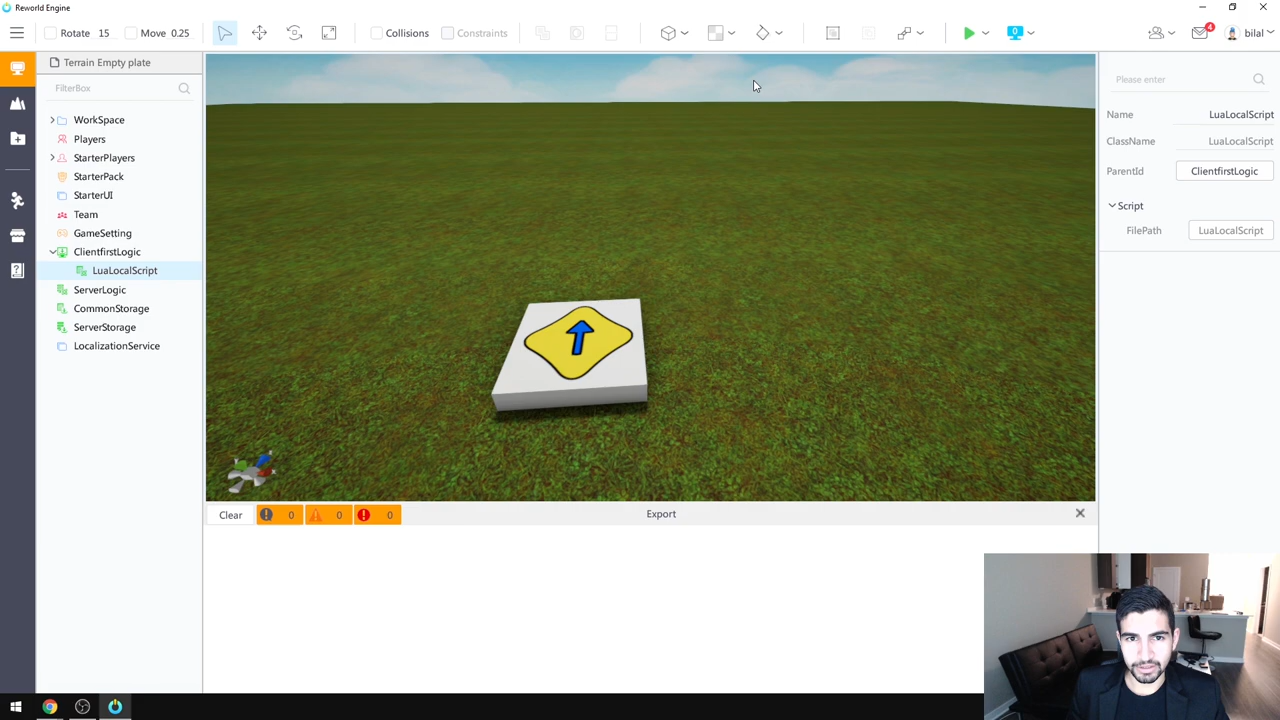 Reworld Engine
Rotate 15 Move 0.25 Collisions Constraints 0 4 bilal
Terrain Empty plate
FilterBox
WorkSpace
Players
StarterPlayers
StarterPack
StarterUI
Team
GameSetting
ClientfirstLogic
LuaLocalScript
ServerLogic
CommonStorage
ServerStorage
LocalizationService
Please enter
Name LuaLocalScript
ClassName LuaLocalScript
ParentId ClientfirstLogic
Script
FilePath LuaLocalScript
Clear 0 0 0 Export